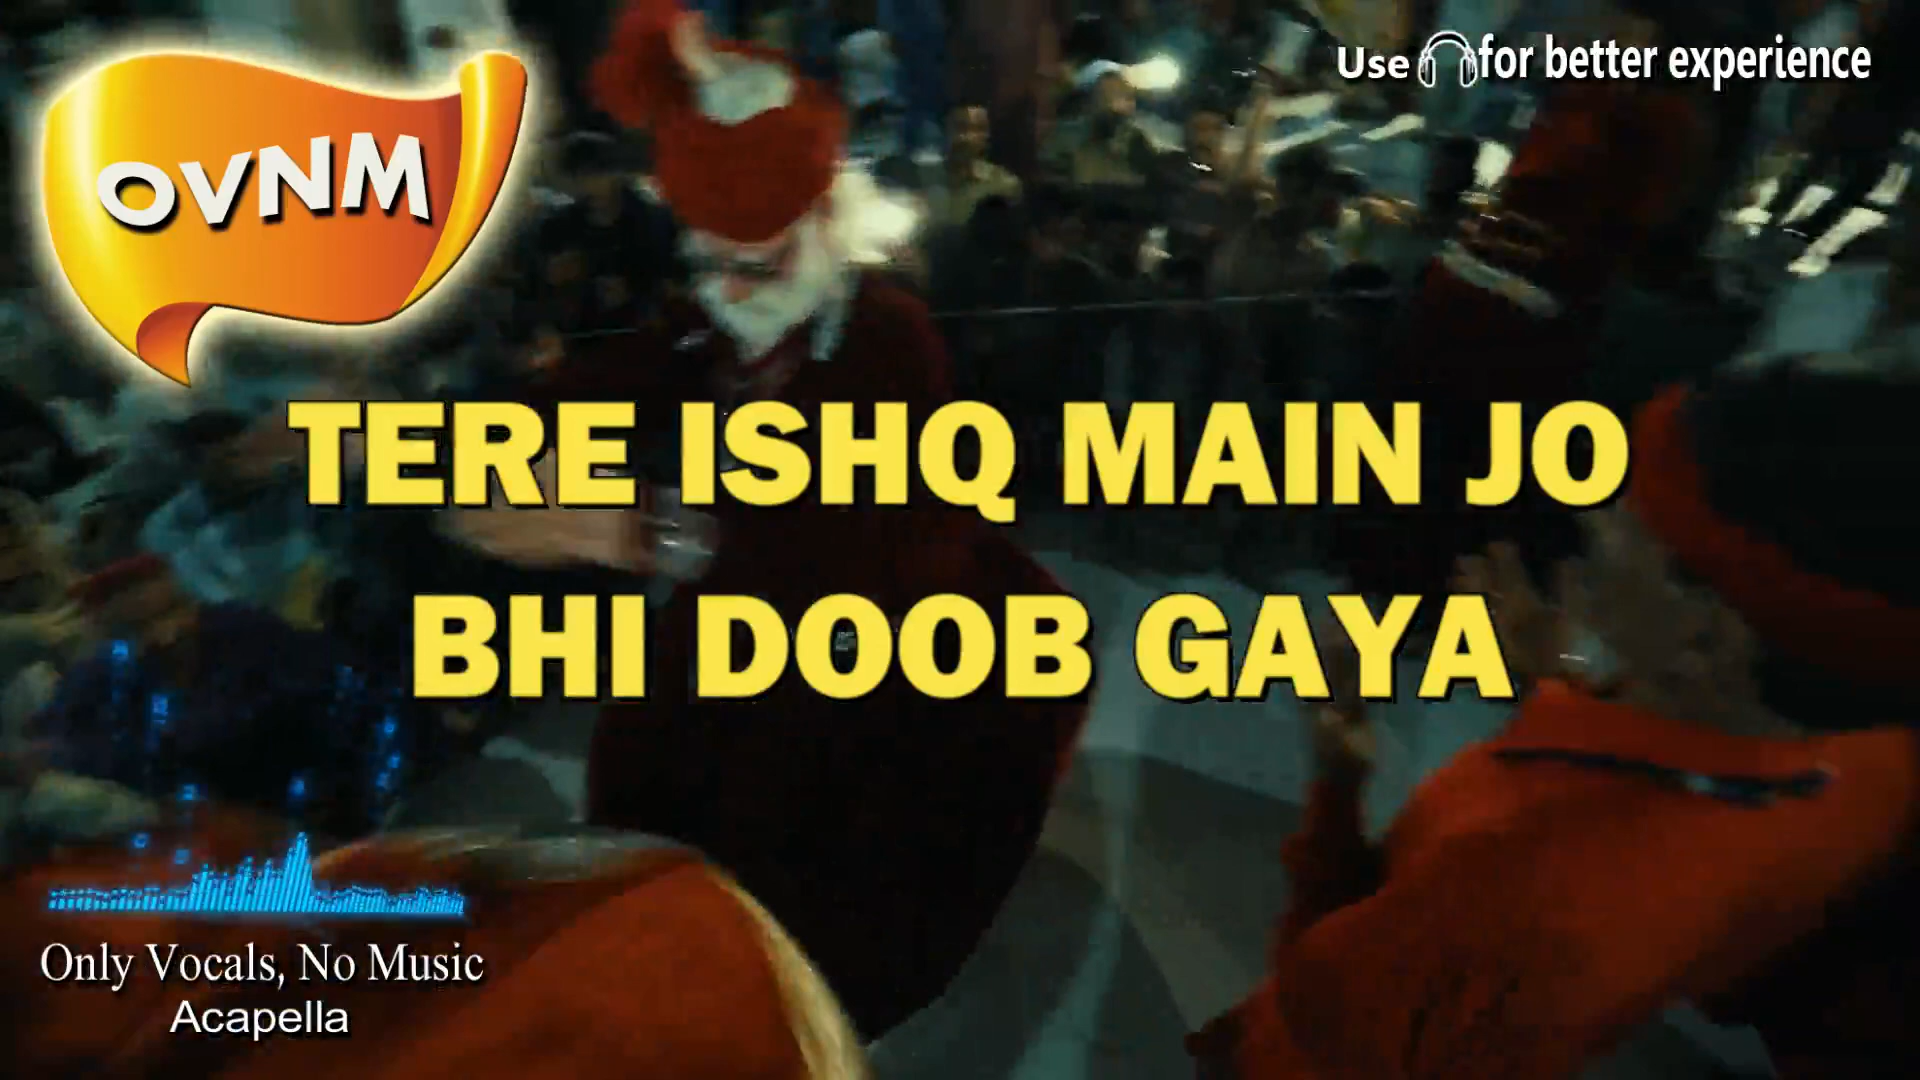 OVNM
Use for better experience
TERE ISHQ MAIN JO
BHI DOOB GAYA
Only Vocals, No Music
Acapella